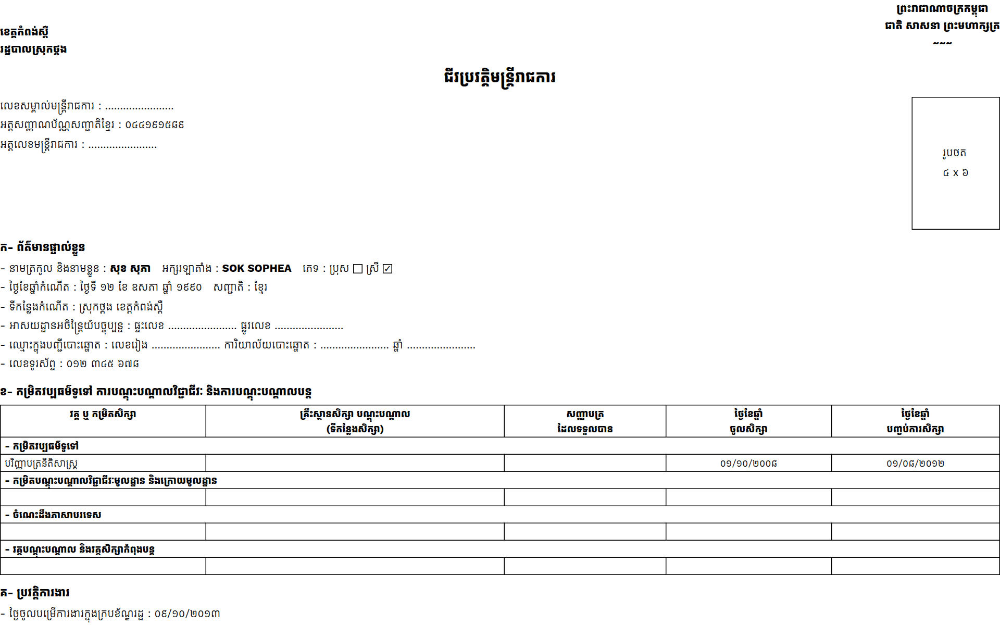 ព្រះរាជាណាចក្រកម្ពុជា
ជាតិ សាសនា ព្រះមហាក្សត្រ
~~~
ខេត្តកំពង់ស្ពឺ
រដ្ឋបាលស្រុកថ្ពង
ជីវប្រវត្តិមន្ត្រីរាជការ
លេខសម្គាល់មន្ត្រីរាជការ : .......................
អត្តសញ្ញាណប័ណ្ណសញ្ជាតិខ្មែរ : ០៤៤១៩១៥៨៩
អត្តលេខមន្ត្រីរាជការ : .......................
រូបថត
៤ x ៦
ក- ព័ត៌មានផ្ទាល់ខ្លួន
- នាមត្រកូល និងនាមខ្លួន : សុខ សុភា អក្សរឡាតាំង : SOK SOPHEA ភេទ : ប្រុស ☐ ស្រី ☑
- ថ្ងៃខែឆ្នាំកំណើត : ថ្ងៃទី ១២ ខែ ឧសភា ឆ្នាំ ១៩៩០ សញ្ជាតិ : ខ្មែរ
- ទីកន្លែងកំណើត : ស្រុកថ្ពង ខេត្តកំពង់ស្ពឺ
- អាសយដ្ឋានអចិន្ត្រៃយ៍បច្ចុប្បន្ន : ផ្ទះលេខ ....................... ផ្លូវលេខ .......................
- ឈ្មោះក្នុងបញ្ជីបោះឆ្នោត : លេខរៀង ....................... ការិយាល័យបោះឆ្នោត : ....................... ឆ្នាំ .......................
- លេខទូរស័ព្ទ : ០១២ ៣៤៥ ៦៧៨
ខ- កម្រិតវប្បធម៌ទូទៅ ការបណ្តុះបណ្តាលវិជ្ជាជីវៈ និងការបណ្តុះបណ្តាលបន្ត
វគ្គ ឬ កម្រិតសិក្សា
គ្រឹះស្ថានសិក្សា បណ្តុះបណ្តាល
(ទីកន្លែងសិក្សា)
សញ្ញាបត្រ
ដែលទទួលបាន
ថ្ងៃខែឆ្នាំ
ចូលសិក្សា
ថ្ងៃខែឆ្នាំ
បញ្ចប់ការសិក្សា
- កម្រិតវប្បធម៌ទូទៅ
បរិញ្ញាបត្រនីតិសាស្ត្រ ០១/១០/២០០៨ ០១/០៨/២០១២
- កម្រិតបណ្តុះបណ្តាលវិជ្ជាជីវៈមូលដ្ឋាន និងក្រោយមូលដ្ឋាន
- ចំណេះដឹងភាសាបរទេស
- វគ្គបណ្តុះបណ្តាល និងវគ្គសិក្សាកំពុងបន្ត
គ- ប្រវត្តិការងារ
- ថ្ងៃចូលបម្រើការងារក្នុងក្របខ័ណ្ឌរដ្ឋ : ០៩/១០/២០១៣